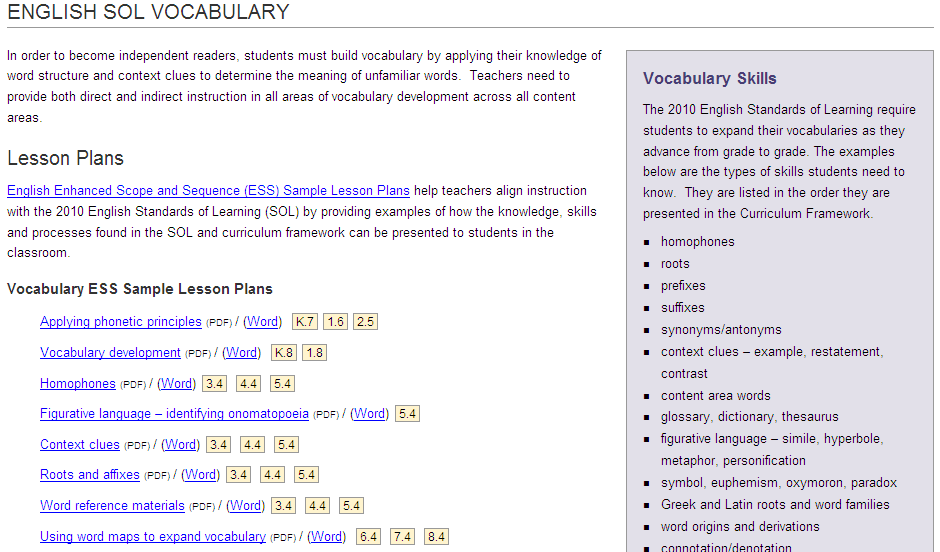 ENGLISH SOL VOCABULARY
In order to become independent readers, students must build vocabulary by applying their knowledge of
word structure and context clues to determine the meaning of unfamiliar words. Teachers need to
provide both direct and indirect instruction in all areas of vocabulary development across all content
areas.
Lesson Plans
English Enhanced Scope and Sequence (ESS) Sample Lesson Plans help teachers align instruction
with the 2010 English Standards of Learning (SOL) by providing examples of how the knowledge, skills
and processes found in the SOL and curriculum framework can be presented to students in the
classroom.
Vocabulary ESS Sample Lesson Plans
Applying phonetic principles (PDF) / (Word) K.7 1.6 2.5
Vocabulary development (PDF) / (Word) K.8 1.8
Homophones (PDF) / (Word) 3.4 4.4 5.4
Figurative language – identifying onomatopoeia (PDF) / (Word) 5.4
Context clues (PDF) / (Word) 3.4 4.4 5.4
Roots and affixes (PDF) / (Word) 3.4 4.4 5.4
Word reference materials (PDF) / (Word) 3.4 4.4 5.4
Using word maps to expand vocabulary (PDF) / (Word) 6.4 7.4 8.4
Vocabulary Skills
The 2010 English Standards of Learning require
students to expand their vocabularies as they
advance from grade to grade. The examples
below are the types of skills students need to
know. They are listed in the order they are
presented in the Curriculum Framework.
homophones
roots
prefixes
suffixes
synonyms/antonyms
context clues – example, restatement,
contrast
content area words
glossary, dictionary, thesaurus
figurative language – simile, hyperbole,
metaphor, personification
symbol, euphemism, oxymoron, paradox
Greek and Latin roots and word families
word origins and derivations
connotation/denotation